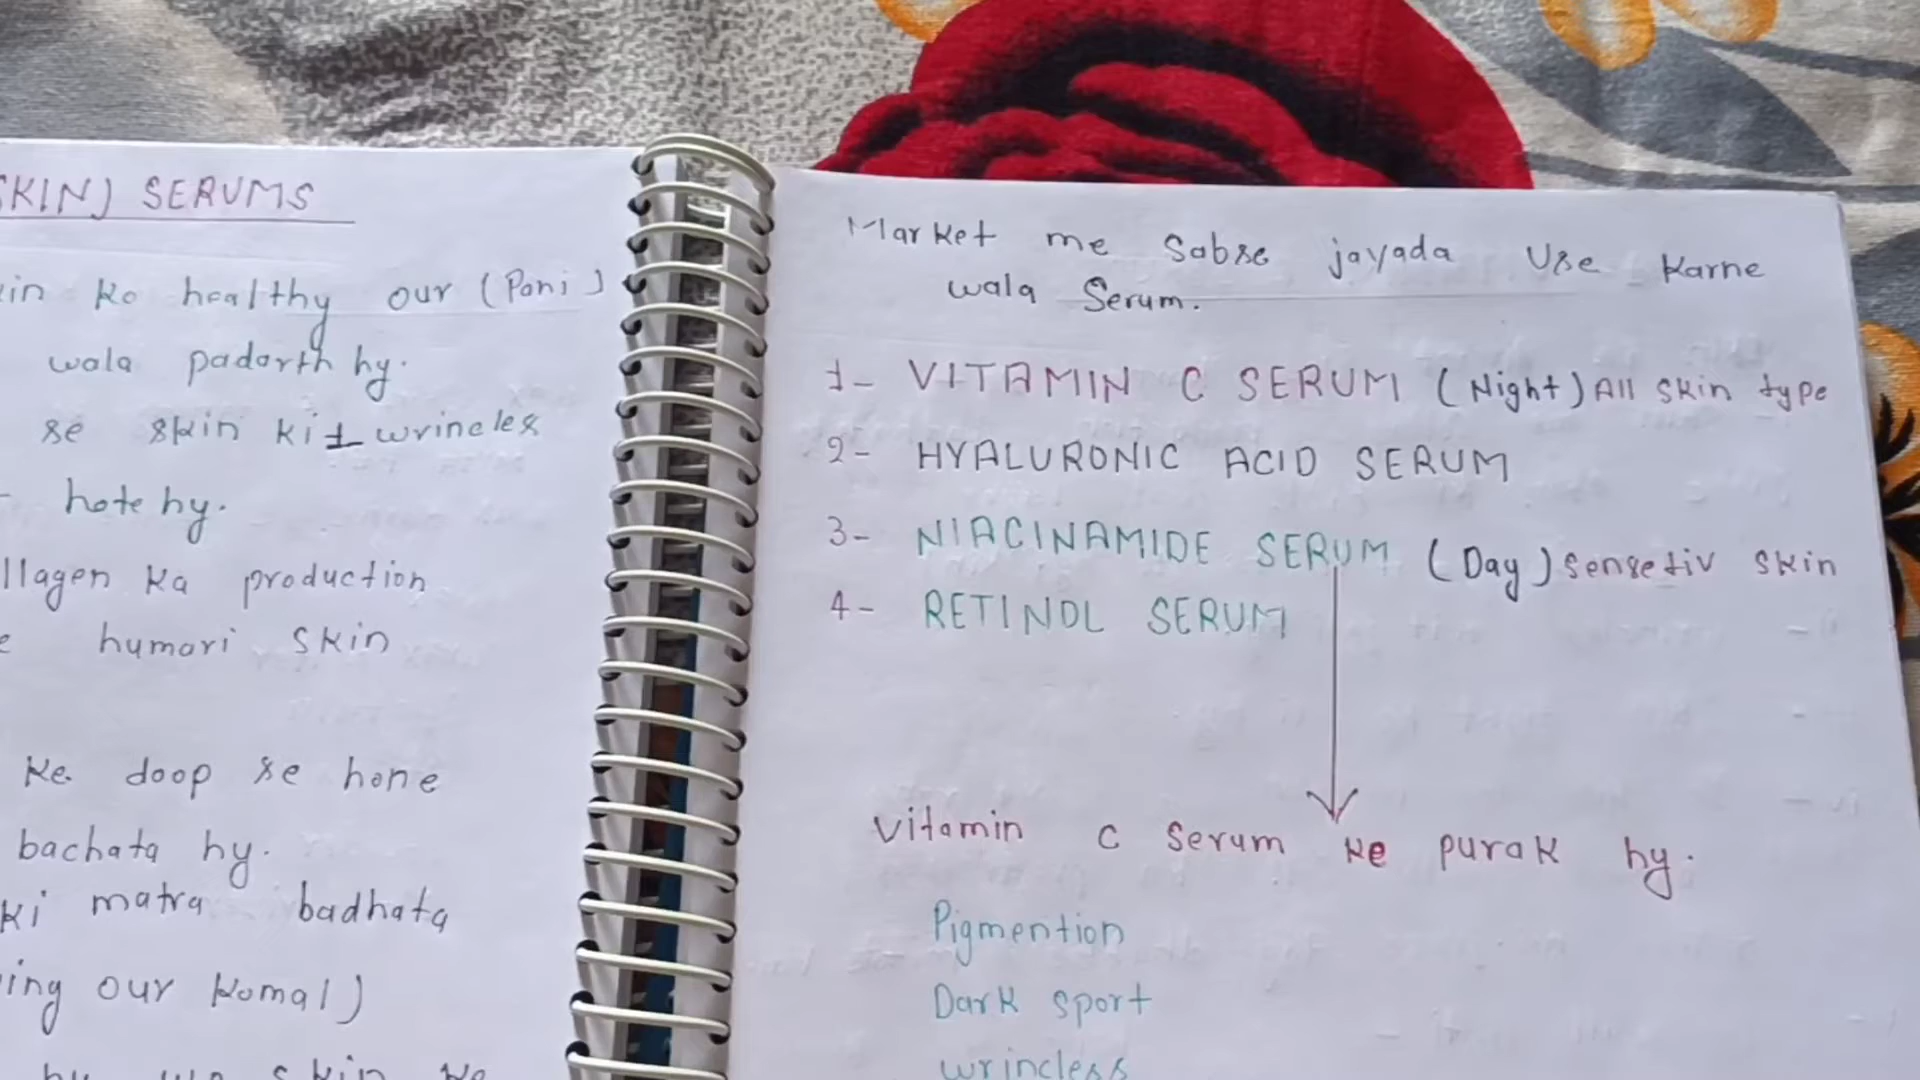 SKIN) SERUMS
ko healthy our (Pani)
wala padarth hy.
se skin ki wrincles
hote hy.
llagen ka production
humari skin
ke doop se hone
bachata hy.
ki matra badhata
ing our komal)
Market me Sabse jayada Use Karne
wala Serum.
1- VITAMIN C SERUM (Night) All skin type
2- HYALURONIC ACID SERUM
3- NIACINAMIDE SERUM (Day) Sensetiv Skin
4- RETINOL SERUM
Vitamin C Serum ke purak hy.
Pigmention
Dark sport
wrincless